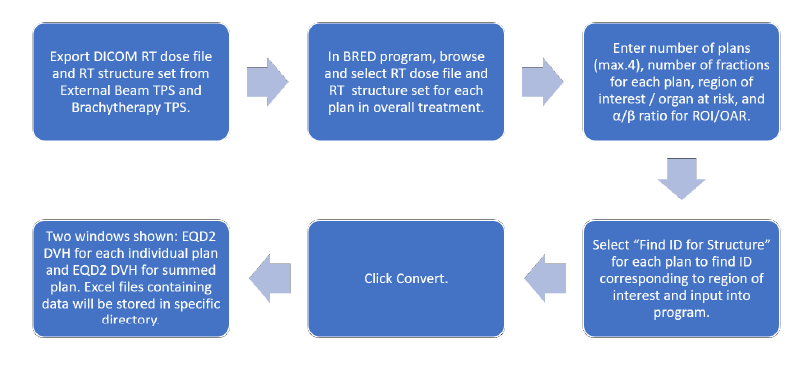 Export DICOM RT dose file
and RT structure set from
External Beam TPS and
Brachytherapy TPS.
In BRED program, browse
and select RT dose file and
RT structure set for each
plan in overall treatment.
Enter number of plans
(max.4), number of fractions
for each plan, region of
interest / organ at risk, and
α/β ratio for ROI/OAR.
Select “Find ID for Structure”
for each plan to find ID
corresponding to region of
interest and input into
program.
Click Convert.
Two windows shown: EQD2
DVH for each individual plan
and EQD2 DVH for summed
plan. Excel files containing
data will be stored in specific
directory.